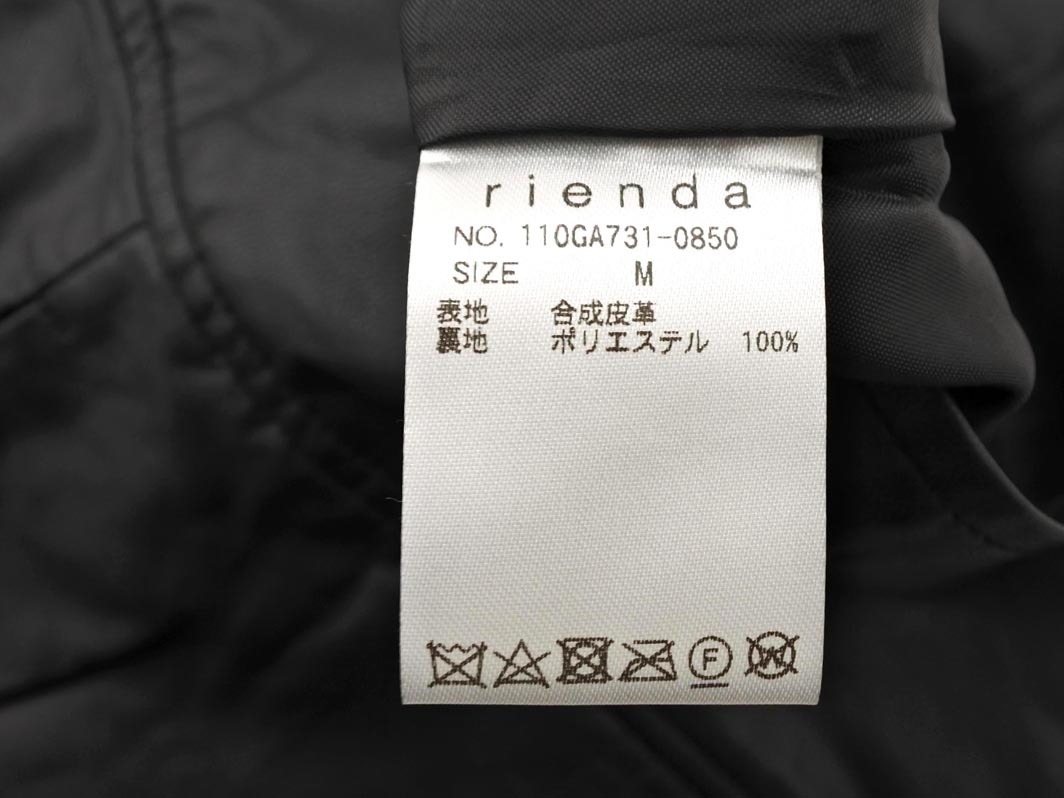 rienda
NO. 110GA731-0850
SIZE M
表地 合成皮革
裏地 ポリエステル 100%
F W